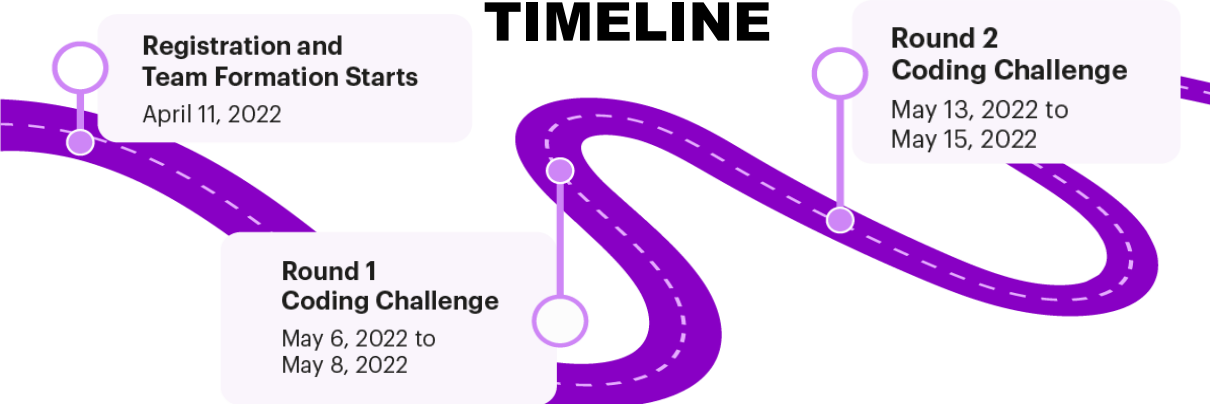 TIMELINE
Registration and
Team Formation Starts
April 11, 2022
Round 1
Coding Challenge
May 6, 2022 to
May 8, 2022
Round 2
Coding Challenge
May 13, 2022 to
May 15, 2022